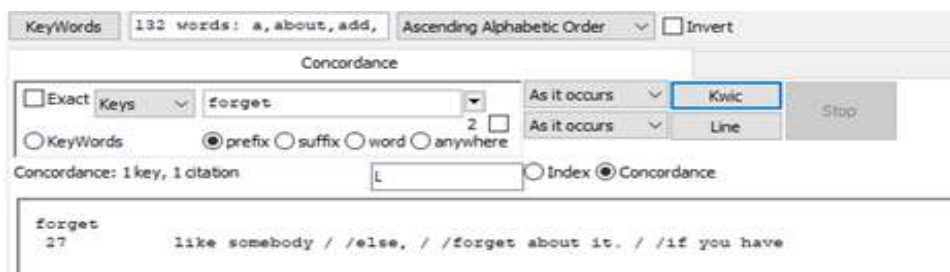 KeyWords 132 words: a,about,add, Ascending Alphabetic Order Invert
Concordance
Exact Keys forget As it occurs Kwic
2 As it occurs Line Stop
KeyWords prefix suffix word anywhere
Concordance: 1 key, 1 citation L Index Concordance
forget
27 like somebody / /else, / /forget about it. / /if you have